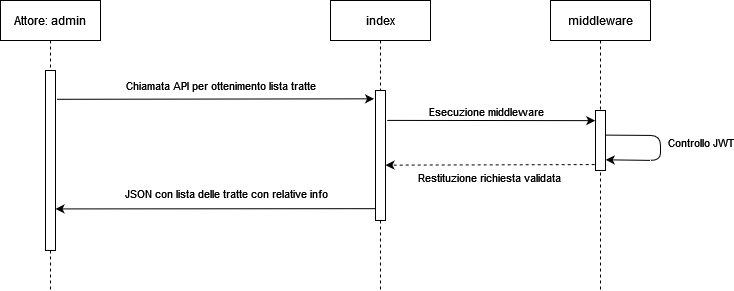 Attore: admin
index
middleware
Chiamata API per ottenimento lista tratte
Esecuzione middleware
Controllo JWT
Restituzione richiesta validata
JSON con lista delle tratte con relative info